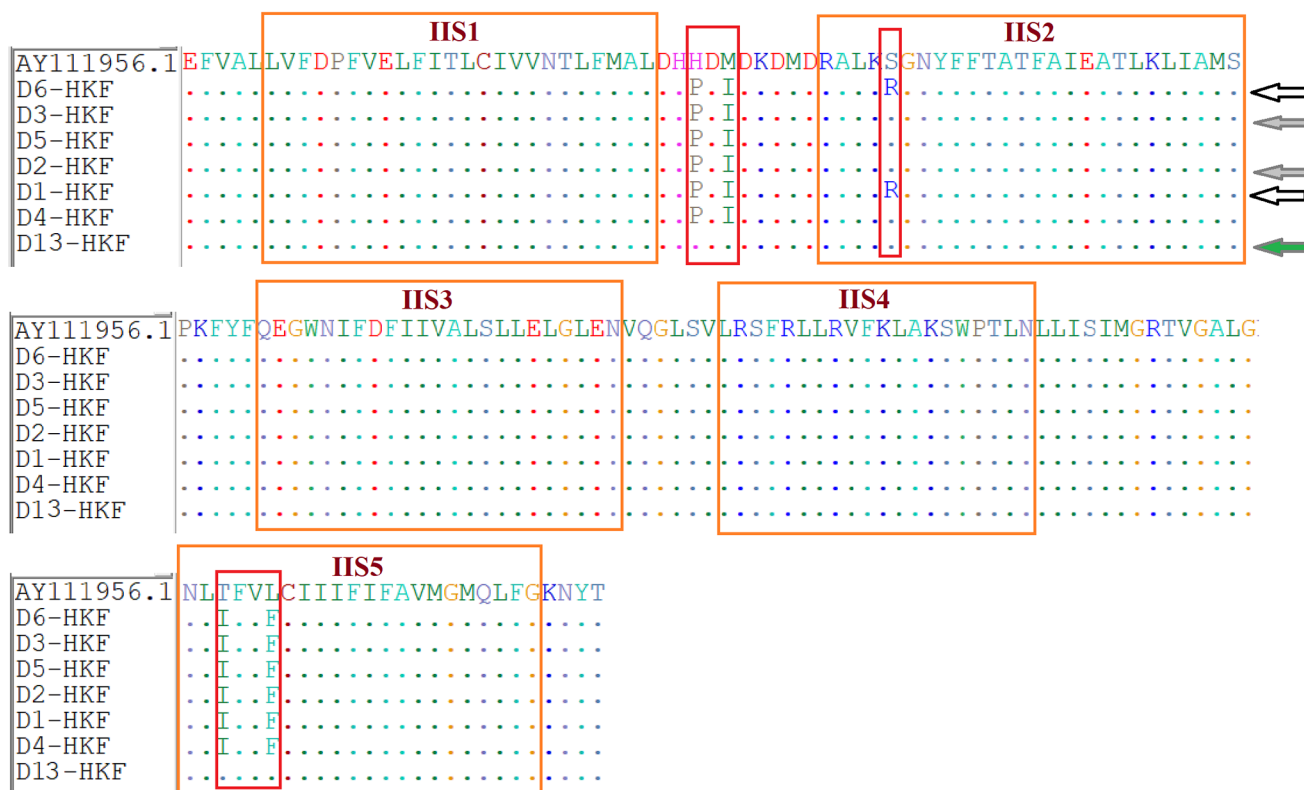 IIS1 IIS2
AY111956.1 EFVALLVFDPFVELFITLCIVVNTLFMALDHHDMDKDMDRALKSGNYFFTATFAIEATLKLIAMS
D6-HKF ...............................P.I.........R.....................
D3-HKF ...............................P.I...............................
D5-HKF ...............................P.I...............................
D2-HKF ...............................P.I...............................
D1-HKF ...............................P.I.........R.....................
D4-HKF ...............................P.I...............................
D13-HKF .................................................................
IIS3 IIS4
AY111956.1 PKFYFQEGWNIFDFIIVALSLLELGLENVQGLSVLRSFRLLRVFKLAKSWPTLNLLISIMGRTVGALG
D6-HKF ....................................................................
D3-HKF ....................................................................
D5-HKF ....................................................................
D2-HKF ....................................................................
D1-HKF ....................................................................
D4-HKF ....................................................................
D13-HKF ....................................................................
IIS5
AY111956.1 NLTFVLCIIIFIFAVMGMQLFGKNYT
D6-HKF ..I..F....................
D3-HKF ..I..F....................
D5-HKF ..I..F....................
D2-HKF ..I..F....................
D1-HKF ..I..F....................
D4-HKF ..I..F....................
D13-HKF ..........................